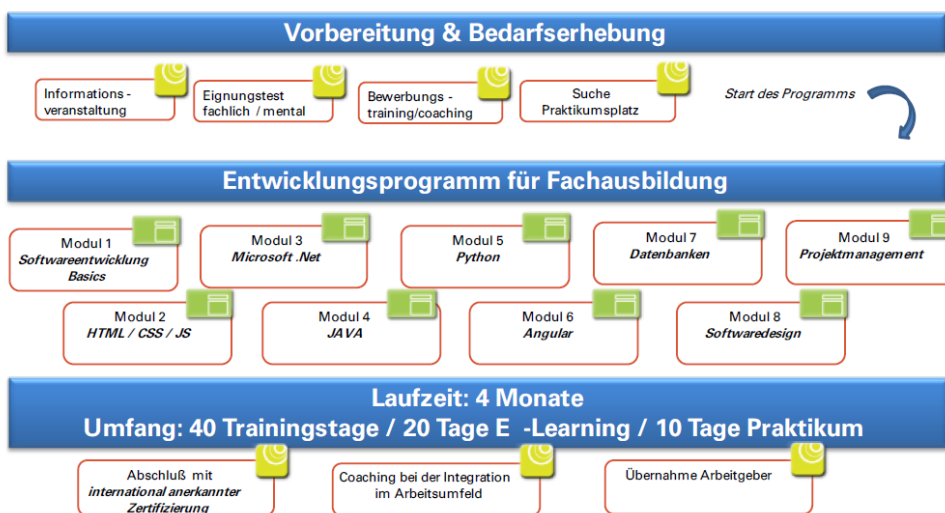 Vorbereitung & Bedarfserhebung
Informations -
veranstaltung
Eignungstest
fachlich / mental
Bewerbungs -
training/coaching
Suche
Praktikumsplatz
Start des Programms
Entwicklungsprogramm für Fachausbildung
Modul 1
Softwareentwicklung
Basics
Modul 2
HTML / CSS / JS
Modul 3
Microsoft .Net
Modul 4
JAVA
Modul 5
Python
Modul 6
Angular
Modul 7
Datenbanken
Modul 8
Softwaredesign
Modul 9
Projektmanagement
Laufzeit: 4 Monate
Umfang: 40 Trainingstage / 20 Tage E -Learning / 10 Tage Praktikum
Abschluß mit
international anerkannter
Zertifizierung
Coaching bei der Integration
im Arbeitsumfeld
Übernahme Arbeitgeber